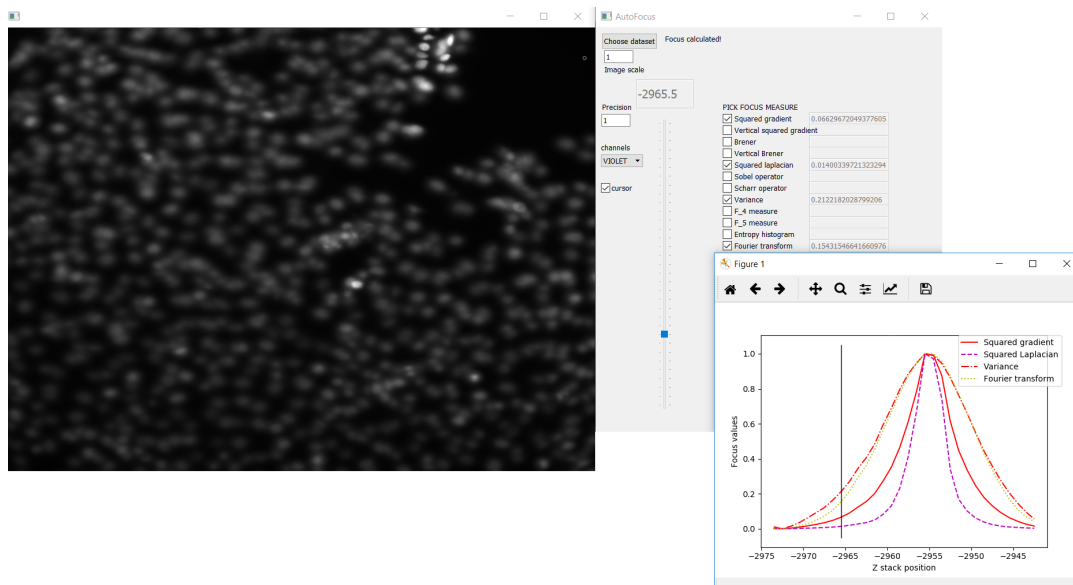 AutoFocus
Choose dataset
Focus calculated!
1
Image scale
-2965.5
Precision
1
channels
VIOLET
cursor
PICK FOCUS MEASURE
Squared gradient 0.06629672049377605
Vertical squared gradient
Brener
Vertical Brener
Squared laplacian 0.01400339721323294
Sobel operator
Scharr operator
Variance 0.2122182028799206
F_4 measure
F_5 measure
Entropy histogram
Fourier transform 0.15431546641660976
Figure 1
Squared gradient
Squared Laplacian
Variance
Fourier transform
Focus values
1.0
0.8
0.6
0.4
0.2
0.0
−2975 −2970 −2965 −2960 −2955 −2950 −2945
Z stack position